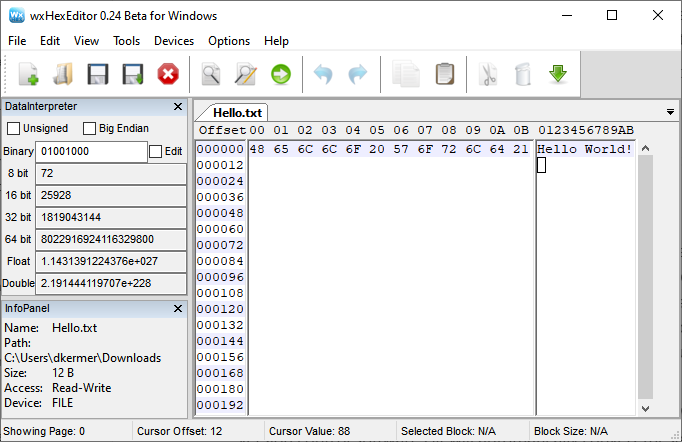 wxHexEditor 0.24 Beta for Windows
File Edit View Tools Devices Options Help
DataInterpreter
Unsigned Big Endian
Binary 01001000 Edit
8 bit 72
16 bit 25928
32 bit 1819043144
64 bit 8022916924116329800
Float 1.1431391224376e+027
Double 2.191444119707e+228
InfoPanel
Name: Hello.txt
Path:
C:\Users\dkermer\Downloads
Size: 12 B
Access: Read-Write
Device: FILE
Hello.txt
Offset 00 01 02 03 04 05 06 07 08 09 0A 0B 0123456789AB
000000 48 65 6C 6C 6F 20 57 6F 72 6C 64 21 Hello World!
000012
000024
000036
000048
000060
000072
000084
000096
000108
000120
000132
000144
000156
000168
000180
000192
Showing Page: 0 Cursor Offset: 12 Cursor Value: 88 Selected Block: N/A Block Size: N/A